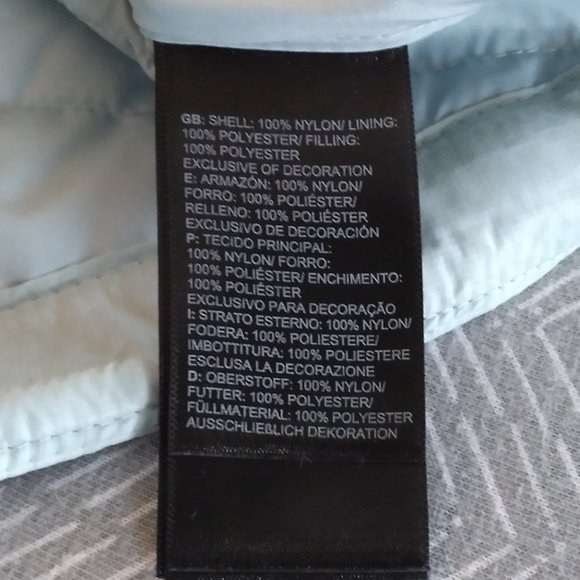 GB: SHELL: 100% NYLON/ LINING:
100% POLYESTER/ FILLING:
100% POLYESTER
EXCLUSIVE OF DECORATION
E: ARMAZÓN: 100% NYLON/
FORRO: 100% POLIÉSTER/
RELLENO: 100% POLIÉSTER
EXCLUSIVO DE DECORACIÓN
P: TECIDO PRINCIPAL:
100% NYLON/ FORRO:
100% POLIÉSTER/ ENCHIMENTO:
100% POLIÉSTER
EXCLUSIVO PARA DECORAÇÃO
I: STRATO ESTERNO: 100% NYLON/
FODERA: 100% POLIESTERE/
IMBOTTITURA: 100% POLIESTERE
ESCLUSA LA DECORAZIONE
D: OBERSTOFF: 100% NYLON/
FUTTER: 100% POLYESTER/
FÜLLMATERIAL: 100% POLYESTER
AUSSCHLIEẞLICH DEKORATION